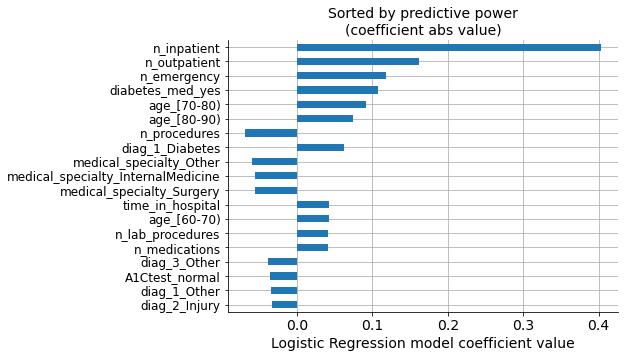 Sorted by predictive power
(coefficient abs value)
n_inpatient
n_outpatient
n_emergency
diabetes_med_yes
age_[70-80)
age_[80-90)
n_procedures
diag_1_Diabetes
medical_specialty_Other
medical_specialty_InternalMedicine
medical_specialty_Surgery
time_in_hospital
age_[60-70)
n_lab_procedures
n_medications
diag_3_Other
A1Ctest_normal
diag_1_Other
diag_2_Injury
0.0 0.1 0.2 0.3 0.4
Logistic Regression model coefficient value